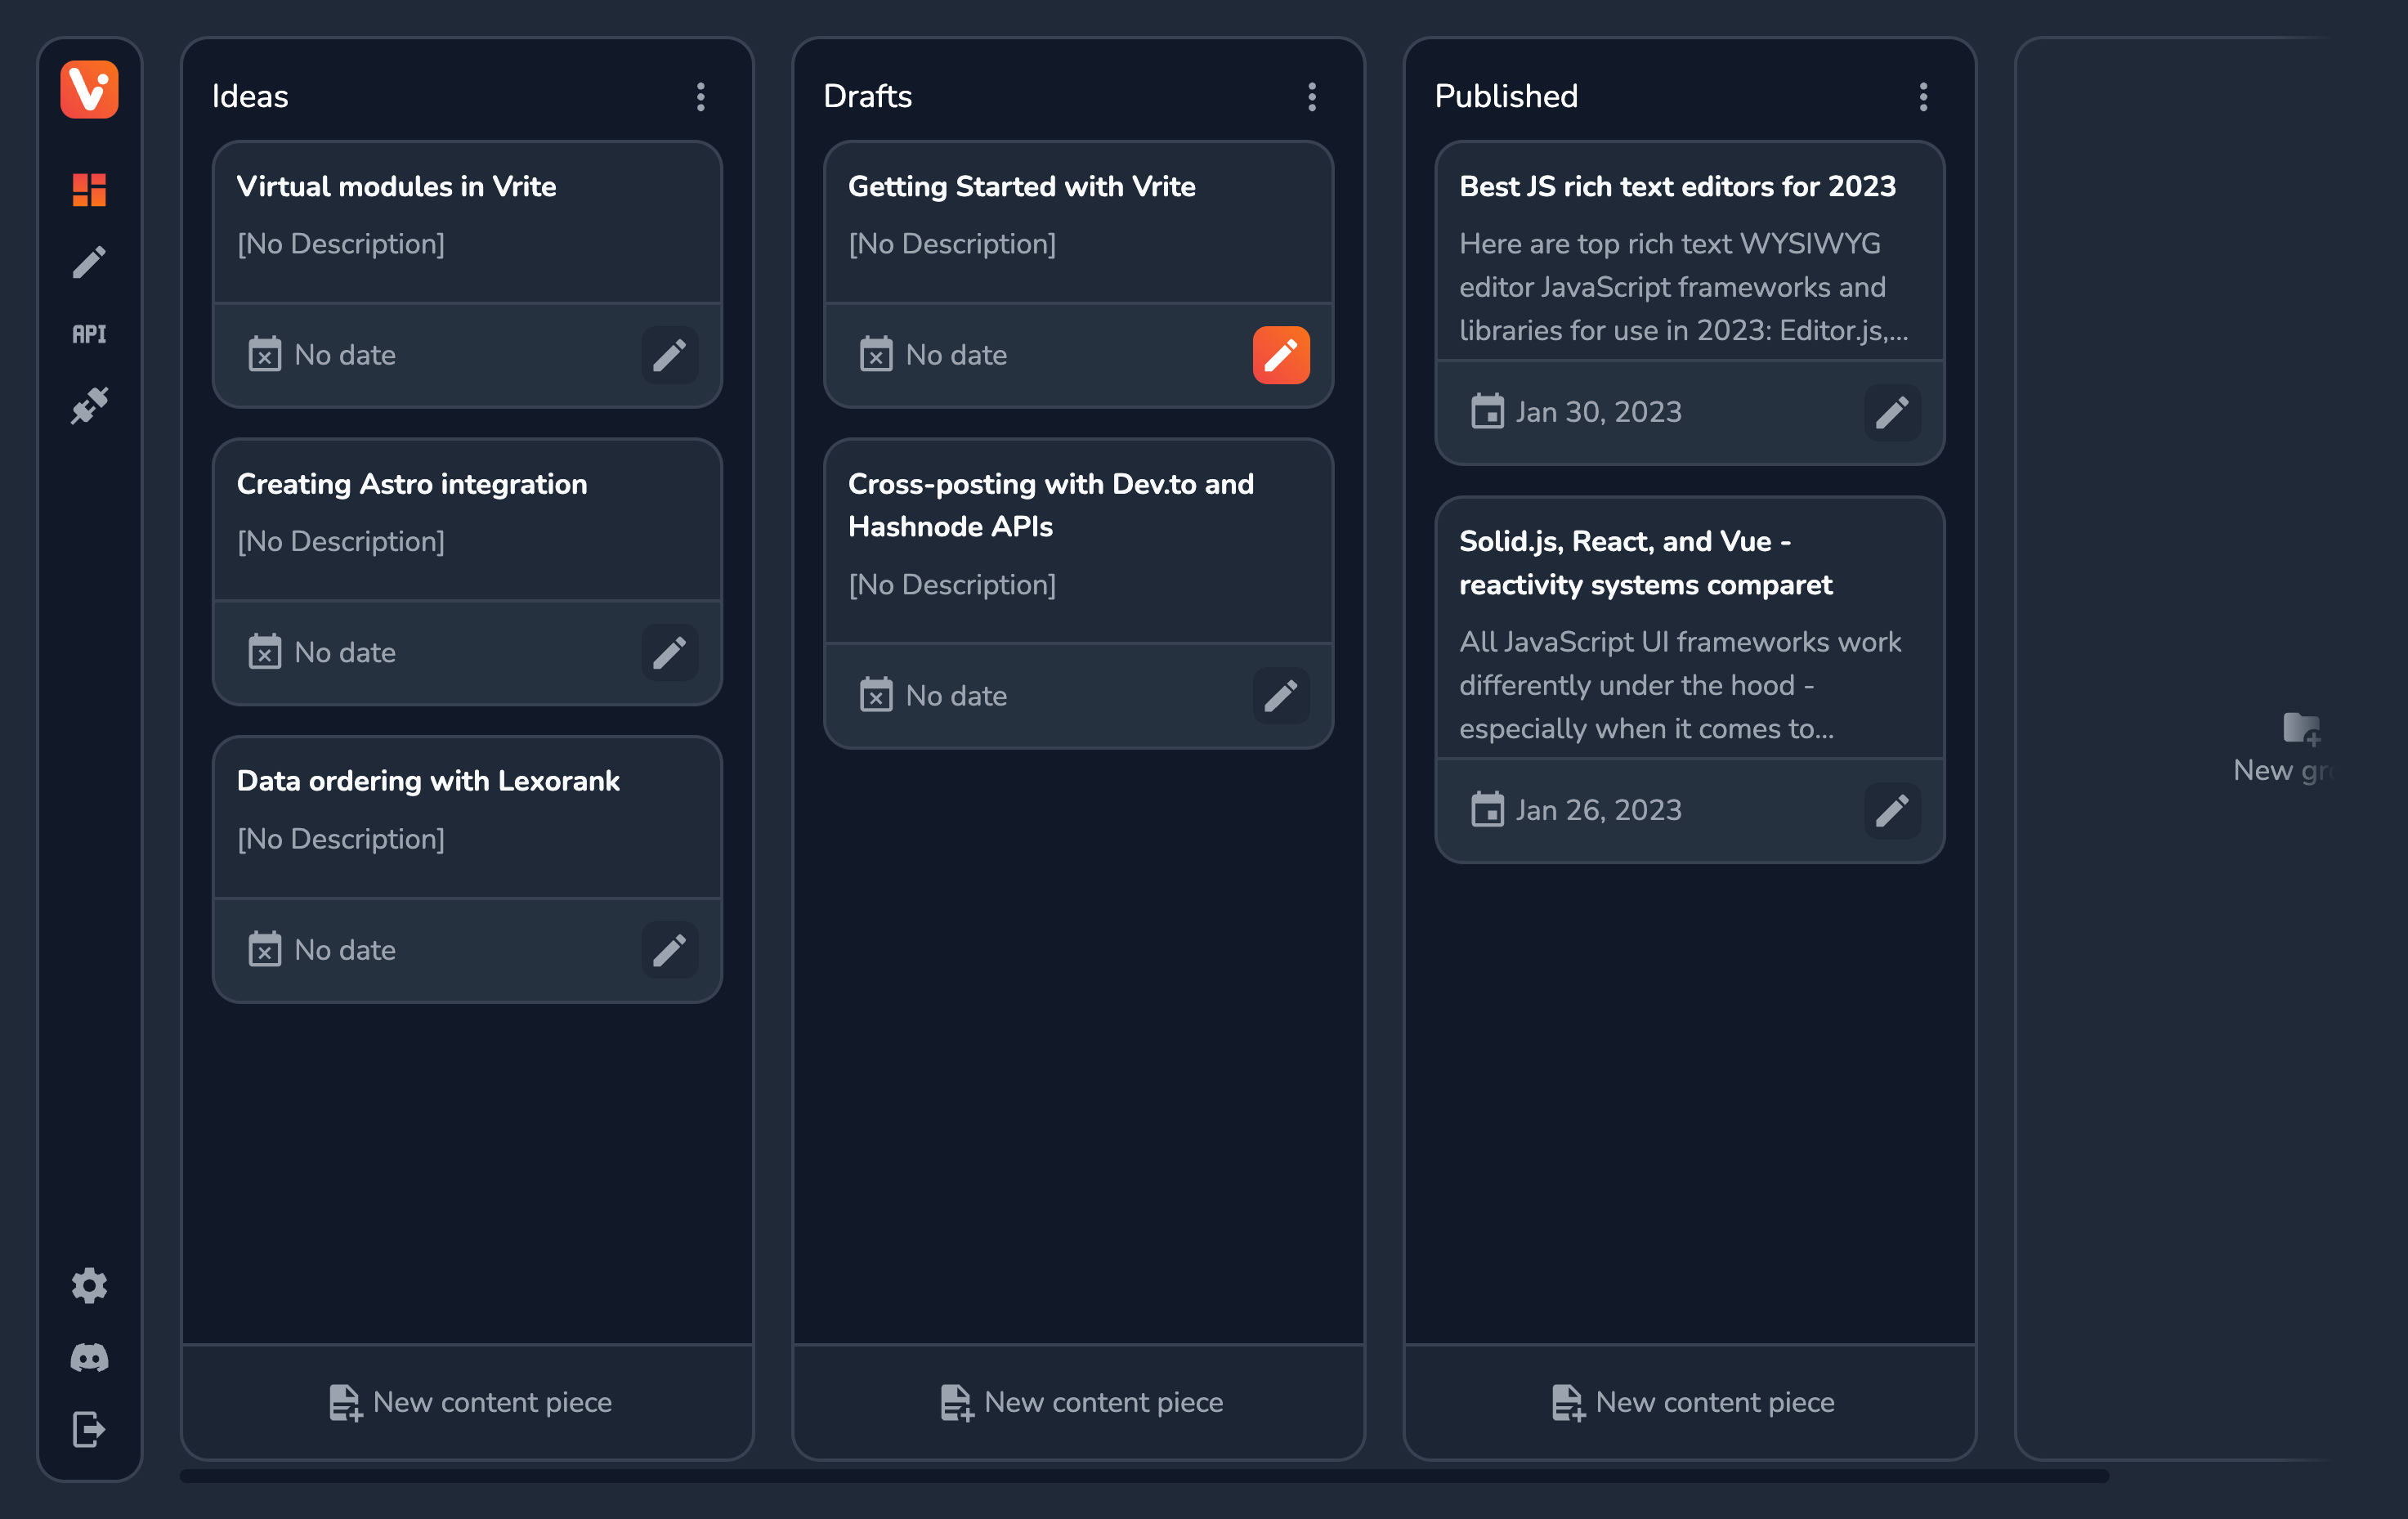 API
Ideas
Virtual modules in Vrite
[No Description]
No date
Creating Astro integration
[No Description]
No date
Data ordering with Lexorank
[No Description]
No date
New content piece
Drafts
Getting Started with Vrite
[No Description]
No date
Cross-posting with Dev.to and
Hashnode APIs
[No Description]
No date
New content piece
Published
Best JS rich text editors for 2023
Here are top rich text WYSIWYG
editor JavaScript frameworks and
libraries for use in 2023: Editor.js,...
Jan 30, 2023
Solid.js, React, and Vue -
reactivity systems comparet
All JavaScript UI frameworks work
differently under the hood -
especially when it comes to...
Jan 26, 2023
New content piece
New